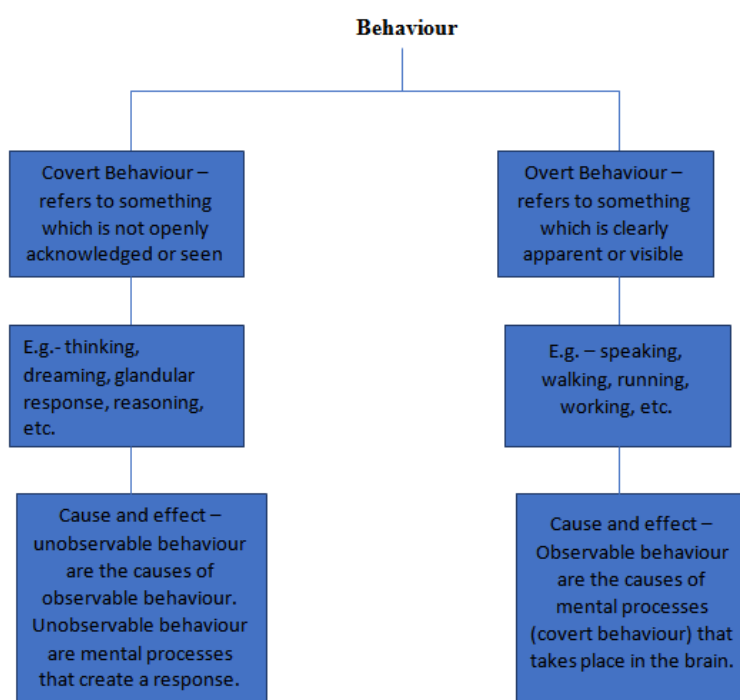 Behaviour
Covert Behaviour –
refers to something
which is not openly
acknowledged or seen
E.g.- thinking,
dreaming, glandular
response, reasoning,
etc.
Cause and effect –
unobservable behaviour
are the causes of
observable behaviour.
Unobservable behaviour
are mental processes
that create a response.
Overt Behaviour –
refers to something
which is clearly
apparent or visible
E.g. – speaking,
walking, running,
working, etc.
Cause and effect –
Observable behaviour
are the causes of
mental processes
(covert behaviour) that
takes place in the brain.